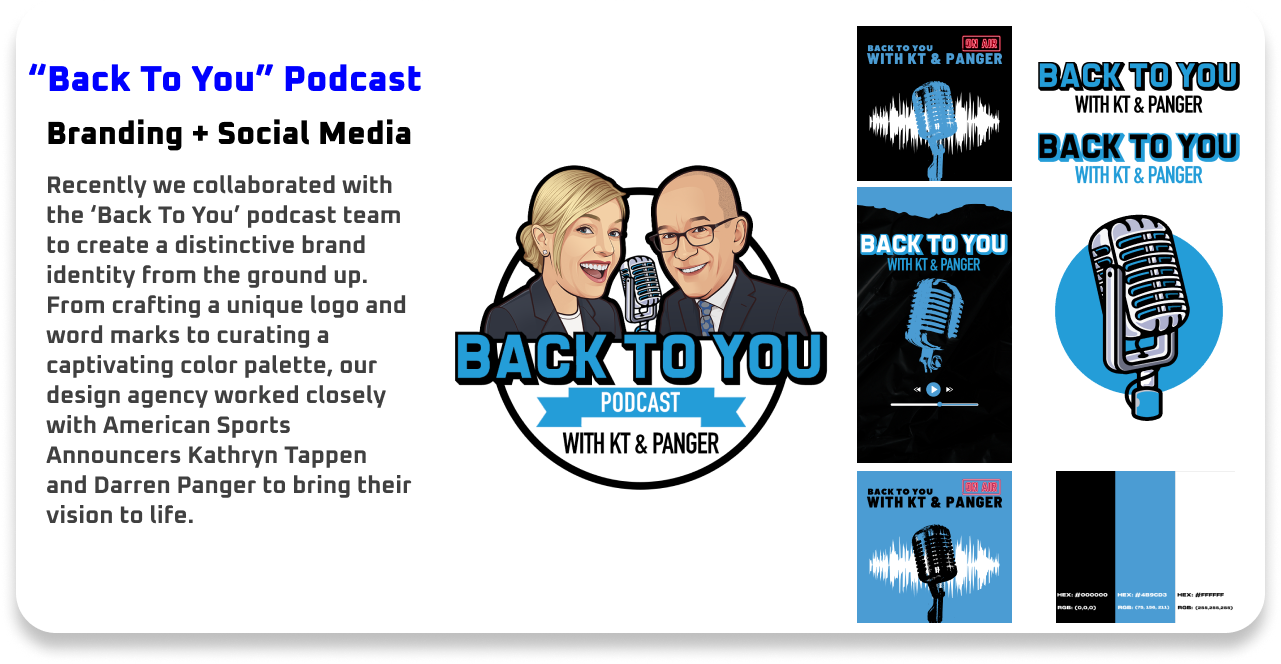 “Back To You” Podcast
Branding + Social Media
Recently we collaborated with
the ‘Back To You’ podcast team
to create a distinctive brand
identity from the ground up.
From crafting a unique logo and
word marks to curating a
captivating color palette, our
design agency worked closely
with American Sports
Announcers Kathryn Tappen
and Darren Panger to bring their
vision to life.
BACK TO YOU
PODCAST
WITH KT & PANGER
ON AIR
BACK TO YOU
WITH KT & PANGER
BACK TO YOU
WITH KT & PANGER
ON AIR
BACK TO YOU
WITH KT & PANGER
BACK TO YOU
WITH KT & PANGER
BACK TO YOU
WITH KT & PANGER
HEX: #000000
RGB: (0,0,0)
HEX: #4B9CD3
RGB: (75, 156, 211)
HEX: #FFFFFF
RGB: (255,255,255)